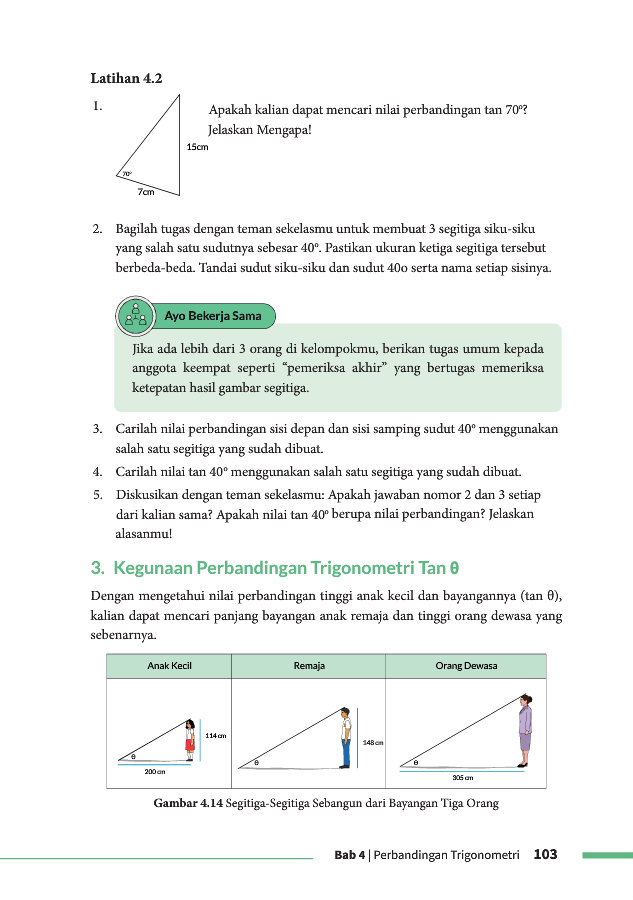 Latihan 4.2
1.
Apakah kalian dapat mencari nilai perbandingan tan 70°?
Jelaskan Mengapa!
15cm
70°
7cm
2. Bagilah tugas dengan teman sekelasmu untuk membuat 3 segitiga siku-siku
yang salah satu sudutnya sebesar 40°. Pastikan ukuran ketiga segitiga tersebut
berbeda-beda. Tandai sudut siku-siku dan sudut 40o serta nama setiap sisinya.
Ayo Bekerja Sama
Jika ada lebih dari 3 orang di kelompokmu, berikan tugas umum kepada
anggota keempat seperti “pemeriksa akhir” yang bertugas memeriksa
ketepatan hasil gambar segitiga.
3. Carilah nilai perbandingan sisi depan dan sisi samping sudut 40° menggunakan
salah satu segitiga yang sudah dibuat.
4. Carilah nilai tan 40° menggunakan salah satu segitiga yang sudah dibuat.
5. Diskusikan dengan teman sekelasmu: Apakah jawaban nomor 2 dan 3 setiap
dari kalian sama? Apakah nilai tan 40° berupa nilai perbandingan? Jelaskan
alasanmu!
3. Kegunaan Perbandingan Trigonometri Tan θ
Dengan mengetahui nilai perbandingan tinggi anak kecil dan bayangannya (tan θ),
kalian dapat mencari panjang bayangan anak remaja dan tinggi orang dewasa yang
sebenarnya.
Anak Kecil Remaja Orang Dewasa
114 cm
θ
200 cm
148 cm
θ
θ
305 cm
Gambar 4.14 Segitiga-Segitiga Sebangun dari Bayangan Tiga Orang
Bab 4 | Perbandingan Trigonometri 103